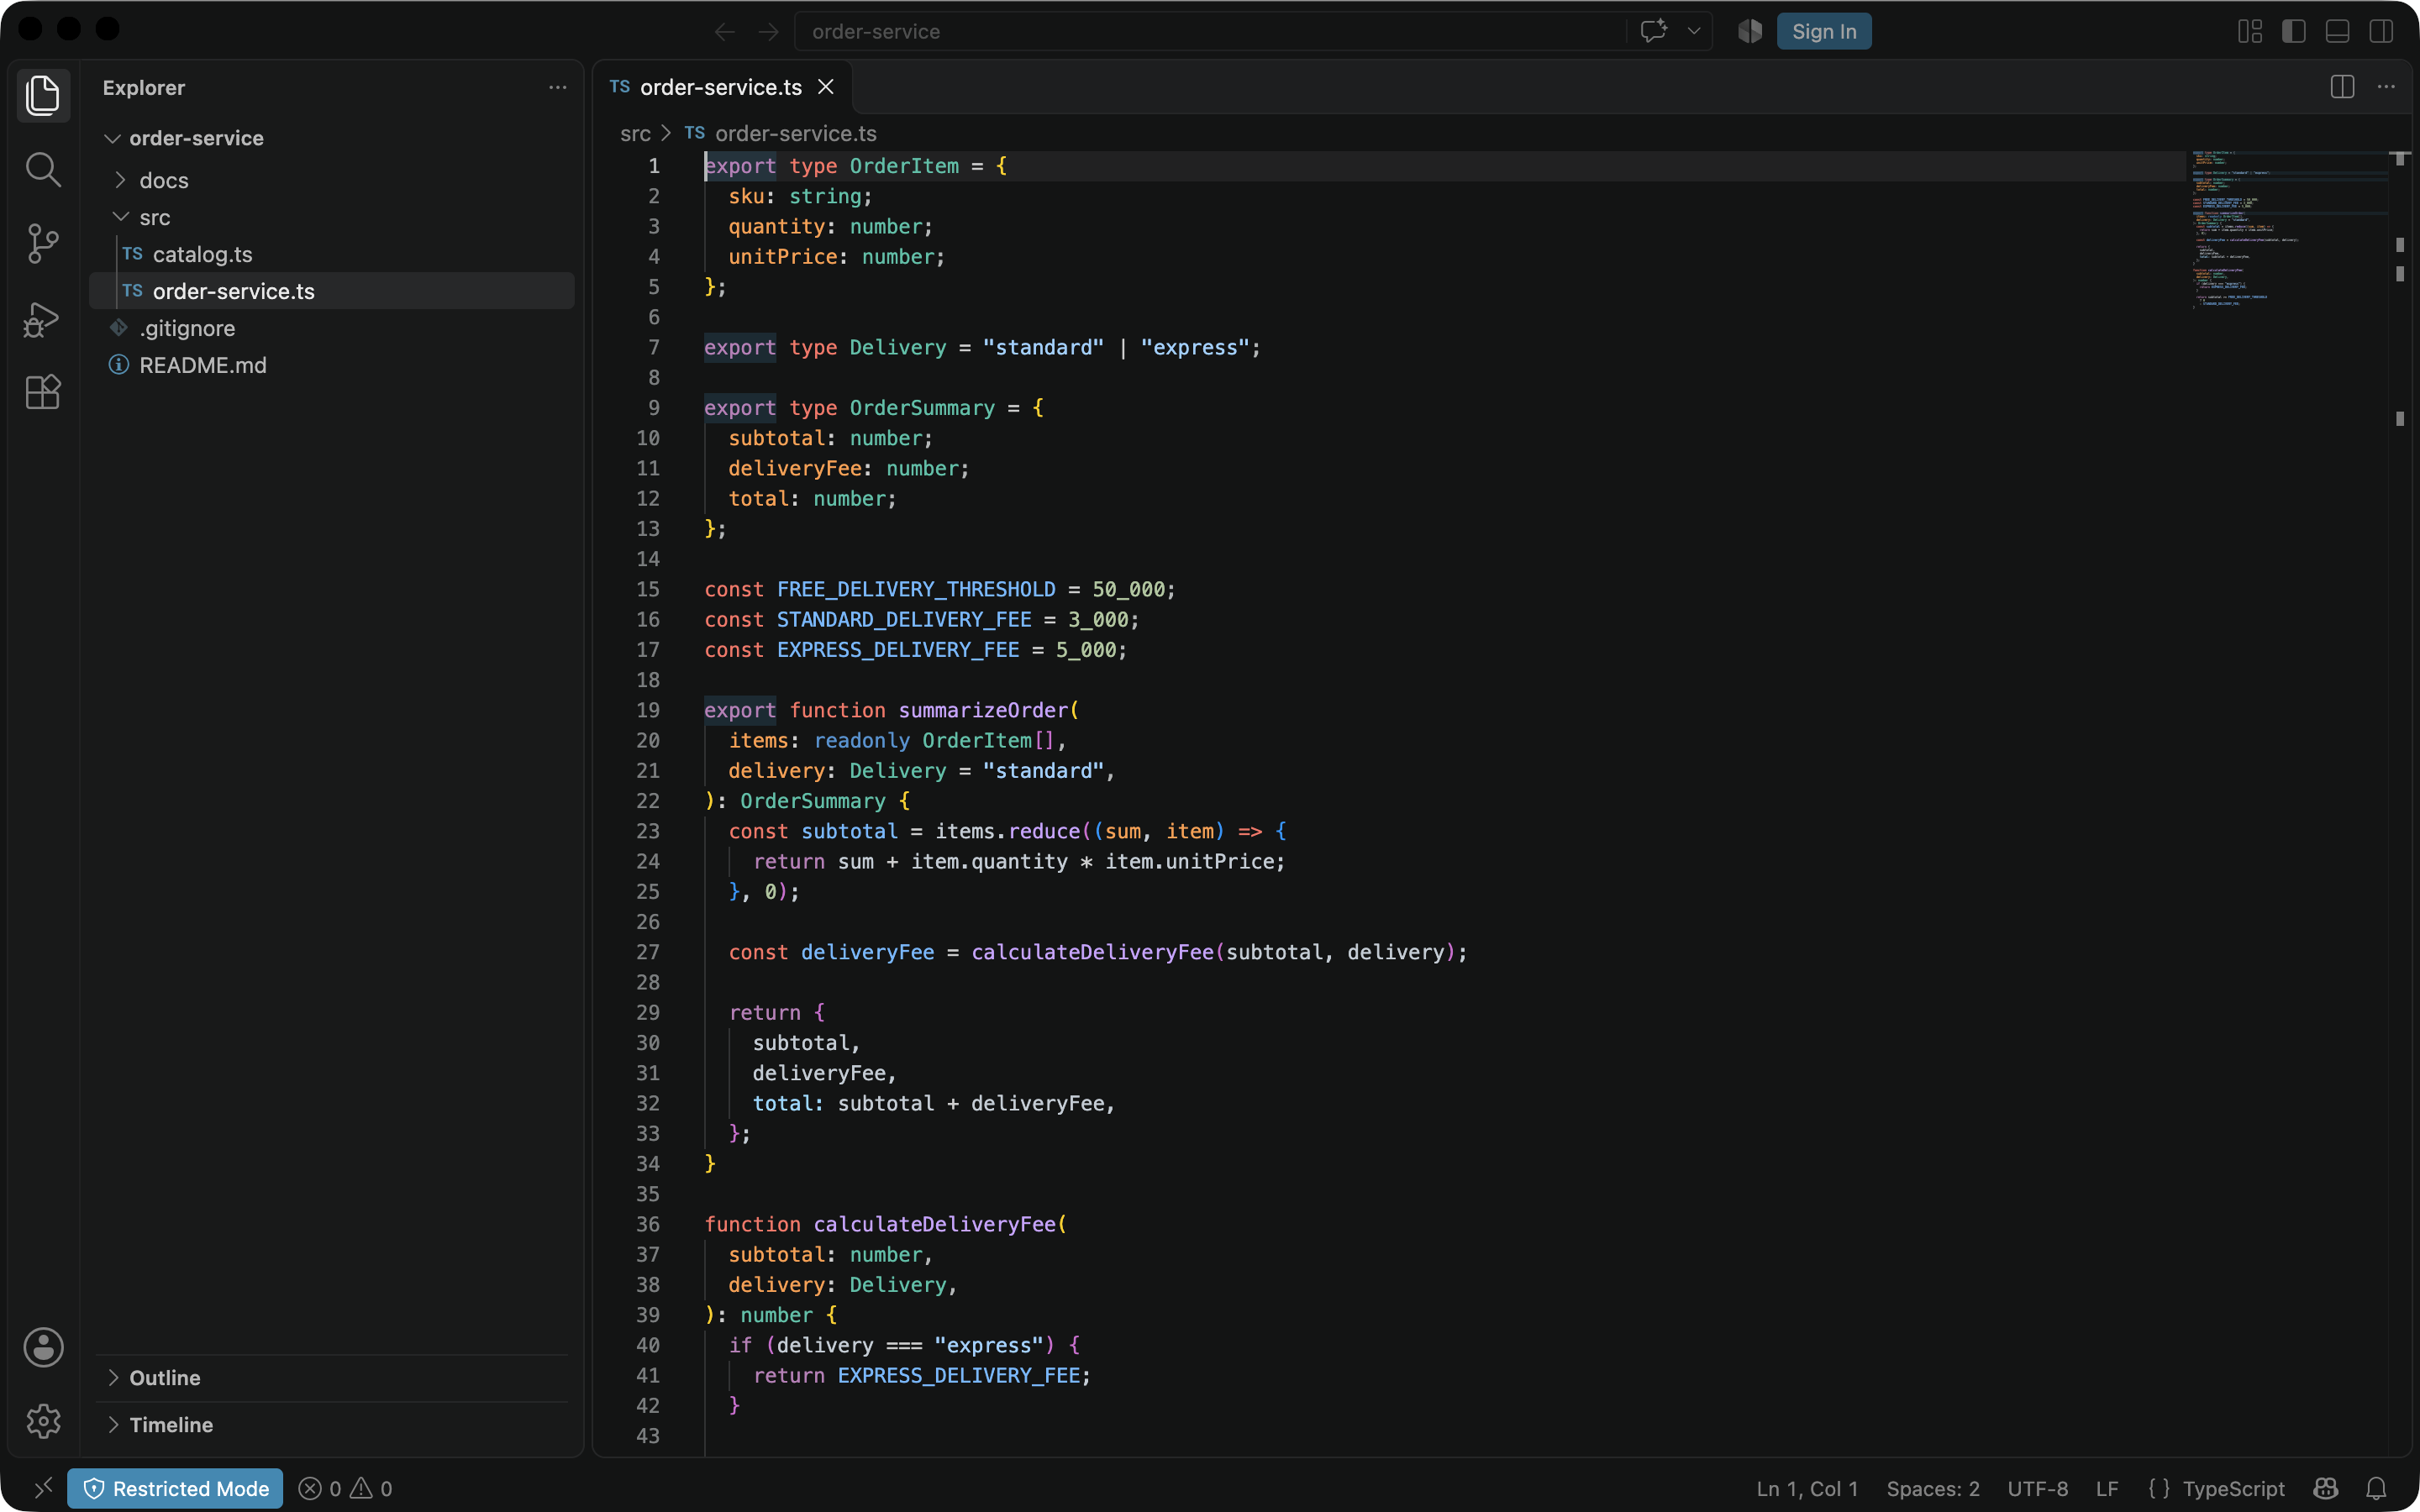 order-service
Sign In
Explorer
order-service
docs
src
TS catalog.ts
TS order-service.ts
.gitignore
README.md
Outline
Timeline
TS order-service.ts
src > TS order-service.ts
1 export type OrderItem = {
2   sku: string;
3   quantity: number;
4   unitPrice: number;
5 };
6
7 export type Delivery = "standard" | "express";
8
9 export type OrderSummary = {
10   subtotal: number;
11   deliveryFee: number;
12   total: number;
13 };
14
15 const FREE_DELIVERY_THRESHOLD = 50_000;
16 const STANDARD_DELIVERY_FEE = 3_000;
17 const EXPRESS_DELIVERY_FEE = 5_000;
18
19 export function summarizeOrder(
20   items: readonly OrderItem[],
21   delivery: Delivery = "standard",
22 ): OrderSummary {
23   const subtotal = items.reduce((sum, item) => {
24     return sum + item.quantity * item.unitPrice;
25   }, 0);
26
27   const deliveryFee = calculateDeliveryFee(subtotal, delivery);
28
29   return {
30     subtotal,
31     deliveryFee,
32     total: subtotal + deliveryFee,
33   };
34 }
35
36 function calculateDeliveryFee(
37   subtotal: number,
38   delivery: Delivery,
39 ): number {
40   if (delivery === "express") {
41     return EXPRESS_DELIVERY_FEE;
42   }
43
Restricted Mode 0 0 Ln 1, Col 1 Spaces: 2 UTF-8 LF { } TypeScript